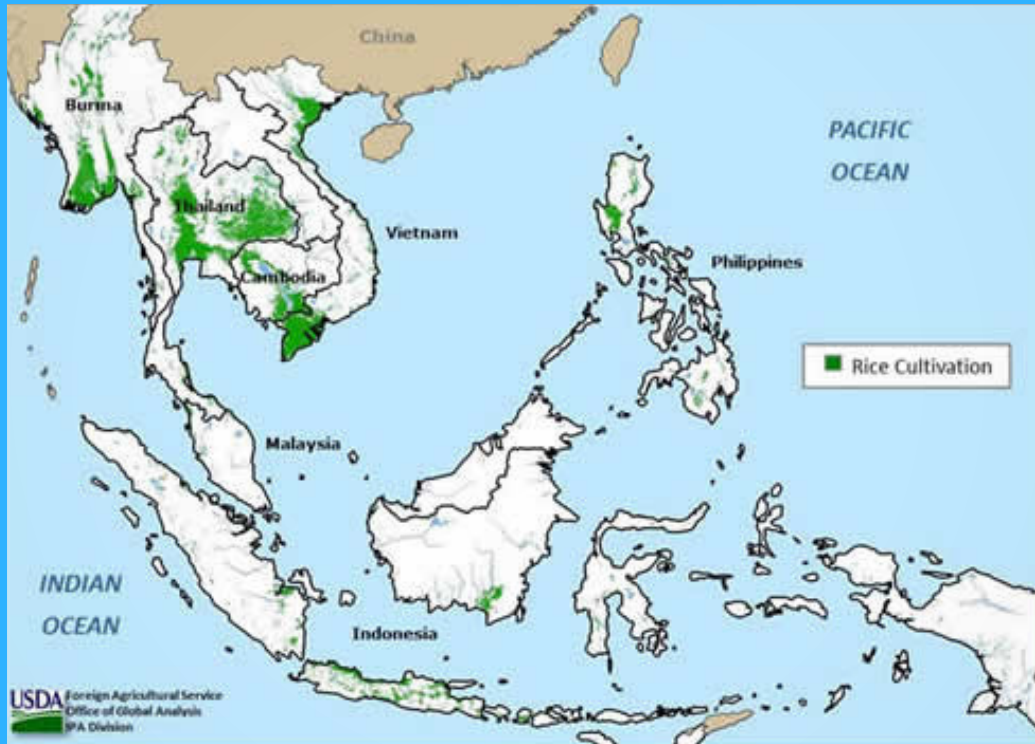 China
Burma
PACIFIC
OCEAN
Thailand
Vietnam
Philippines
Cambodia
Rice Cultivation
Malaysia
INDIAN
OCEAN
Indonesia
USDA
Foreign Agricultural Service
Office of Global Analysis
IPA Division